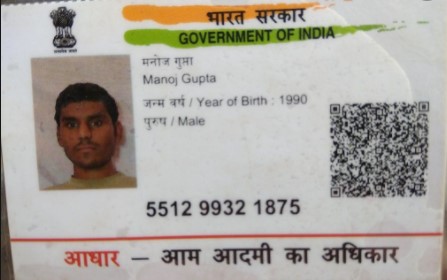 भारत सरकार
GOVERNMENT OF INDIA
मनोज गुप्ता
Manoj Gupta
जन्म वर्ष / Year of Birth : 1990
पुरुष / Male
5512 9932 1875
आधार – आम आदमी का अधिकार